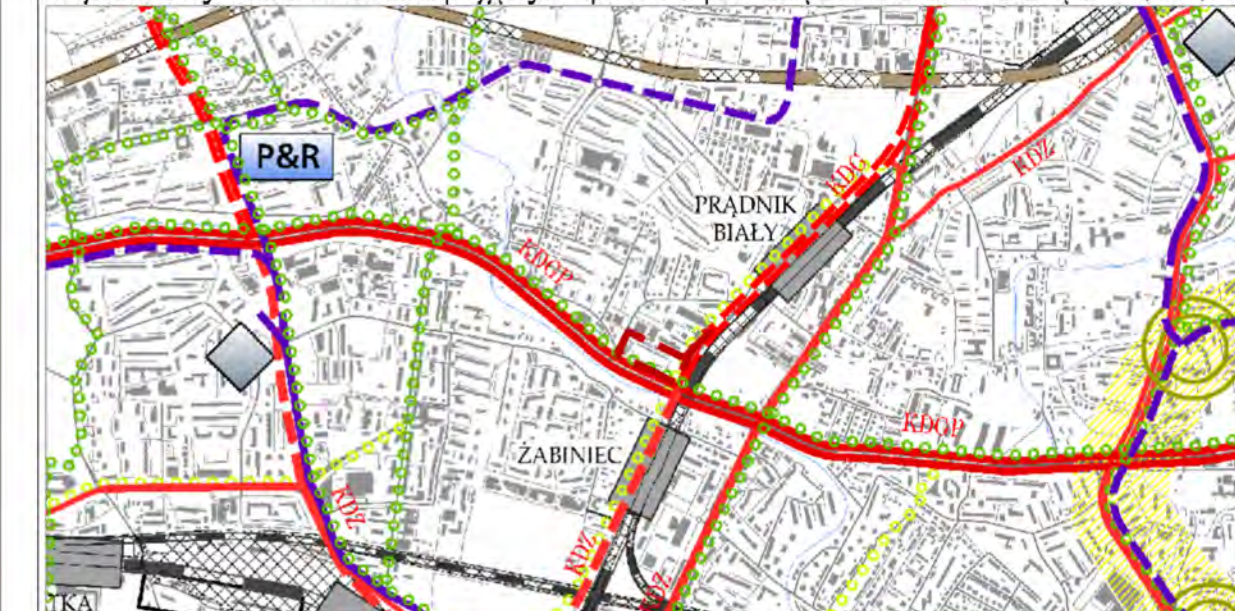 P&R
KDG
KDZ
PRĄDNIK
BIAŁY
KDGP
KDGP
ŻABINIEC
KDZ
KDZ
KDZ
TKA